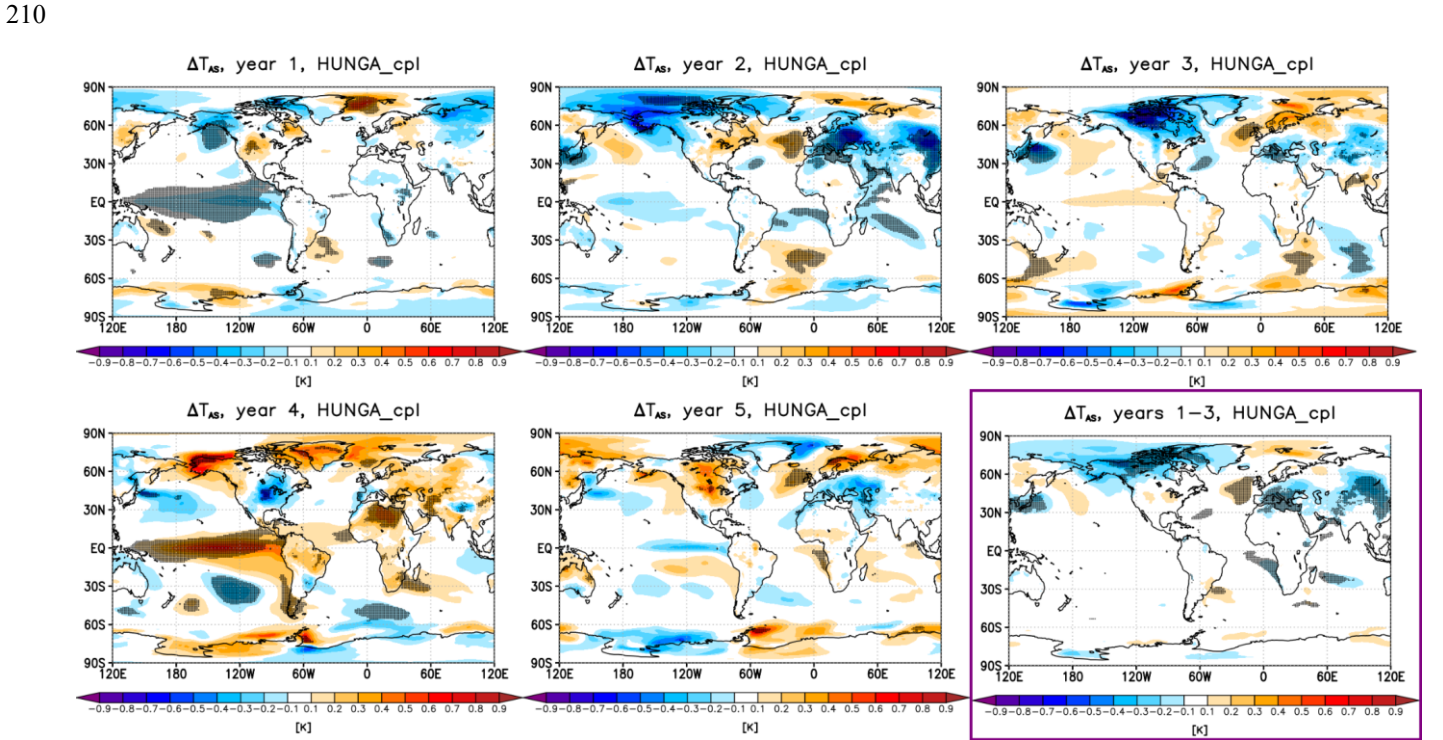 210
ΔT_AS, year 1, HUNGA_cpl
ΔT_AS, year 2, HUNGA_cpl
ΔT_AS, year 3, HUNGA_cpl
90N 90N 90N
60N 60N 60N
30N 30N 30N
EQ EQ EQ
30S 30S 30S
60S 60S 60S
90S 90S 90S
120E 180 120W 60W 0 60E 120E
120E 180 120W 60W 0 60E 120E
120E 180 120W 60W 0 60E 120E
-0.9-0.8-0.7-0.6-0.5-0.4-0.3-0.2-0.1 0.1 0.2 0.3 0.4 0.5 0.6 0.7 0.8 0.9
-0.9-0.8-0.7-0.6-0.5-0.4-0.3-0.2-0.1 0.1 0.2 0.3 0.4 0.5 0.6 0.7 0.8 0.9
-0.9-0.8-0.7-0.6-0.5-0.4-0.3-0.2-0.1 0.1 0.2 0.3 0.4 0.5 0.6 0.7 0.8 0.9
[K] [K] [K]
ΔT_AS, year 4, HUNGA_cpl
ΔT_AS, year 5, HUNGA_cpl
ΔT_AS, years 1-3, HUNGA_cpl
90N 90N 90N
60N 60N 60N
30N 30N 30N
EQ EQ EQ
30S 30S 30S
60S 60S 60S
90S 90S 90S
120E 180 120W 60W 0 60E 120E
120E 180 120W 60W 0 60E 120E
120E 180 120W 60W 0 60E 120E
-0.9-0.8-0.7-0.6-0.5-0.4-0.3-0.2-0.1 0.1 0.2 0.3 0.4 0.5 0.6 0.7 0.8 0.9
-0.9-0.8-0.7-0.6-0.5-0.4-0.3-0.2-0.1 0.1 0.2 0.3 0.4 0.5 0.6 0.7 0.8 0.9
-0.9-0.8-0.7-0.6-0.5-0.4-0.3-0.2-0.1 0.1 0.2 0.3 0.4 0.5 0.6 0.7 0.8 0.9
[K] [K] [K]